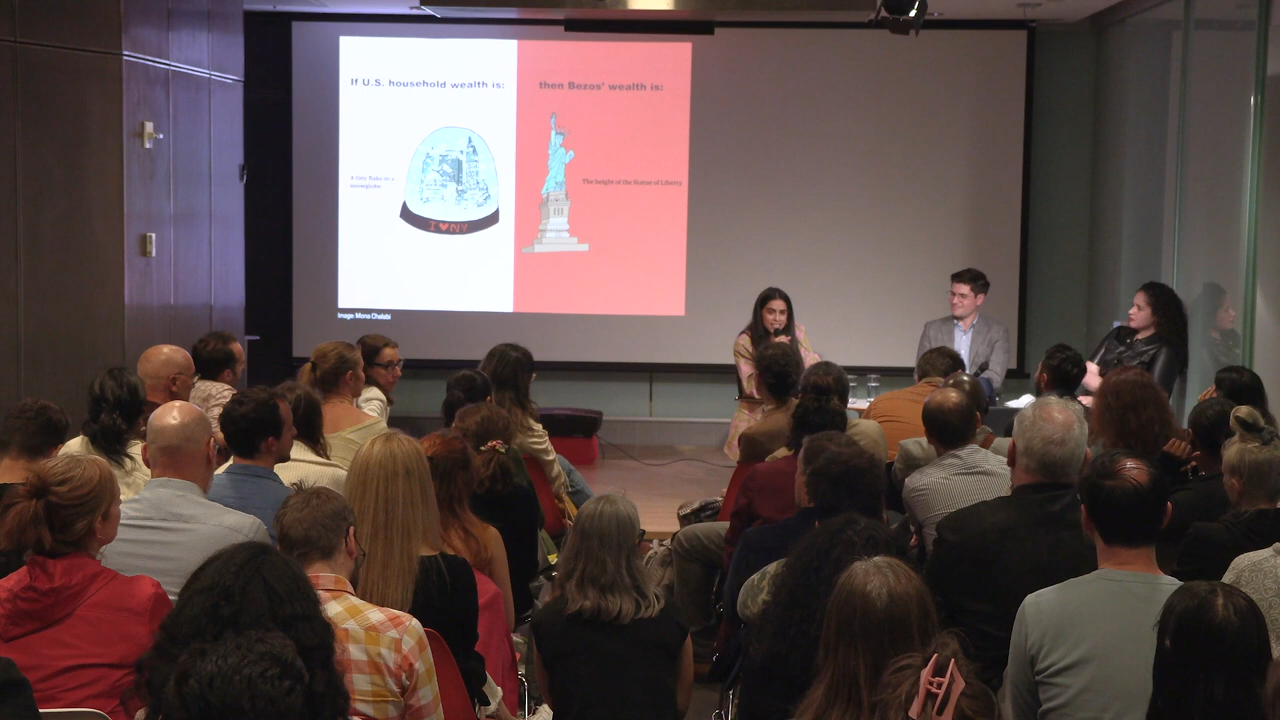 If U.S. household wealth is:
then Bezos' wealth is:
A tiny flake in a
snowglobe
The height of the Statue of Liberty
I ♥ NY
Image: Mona Chalabi